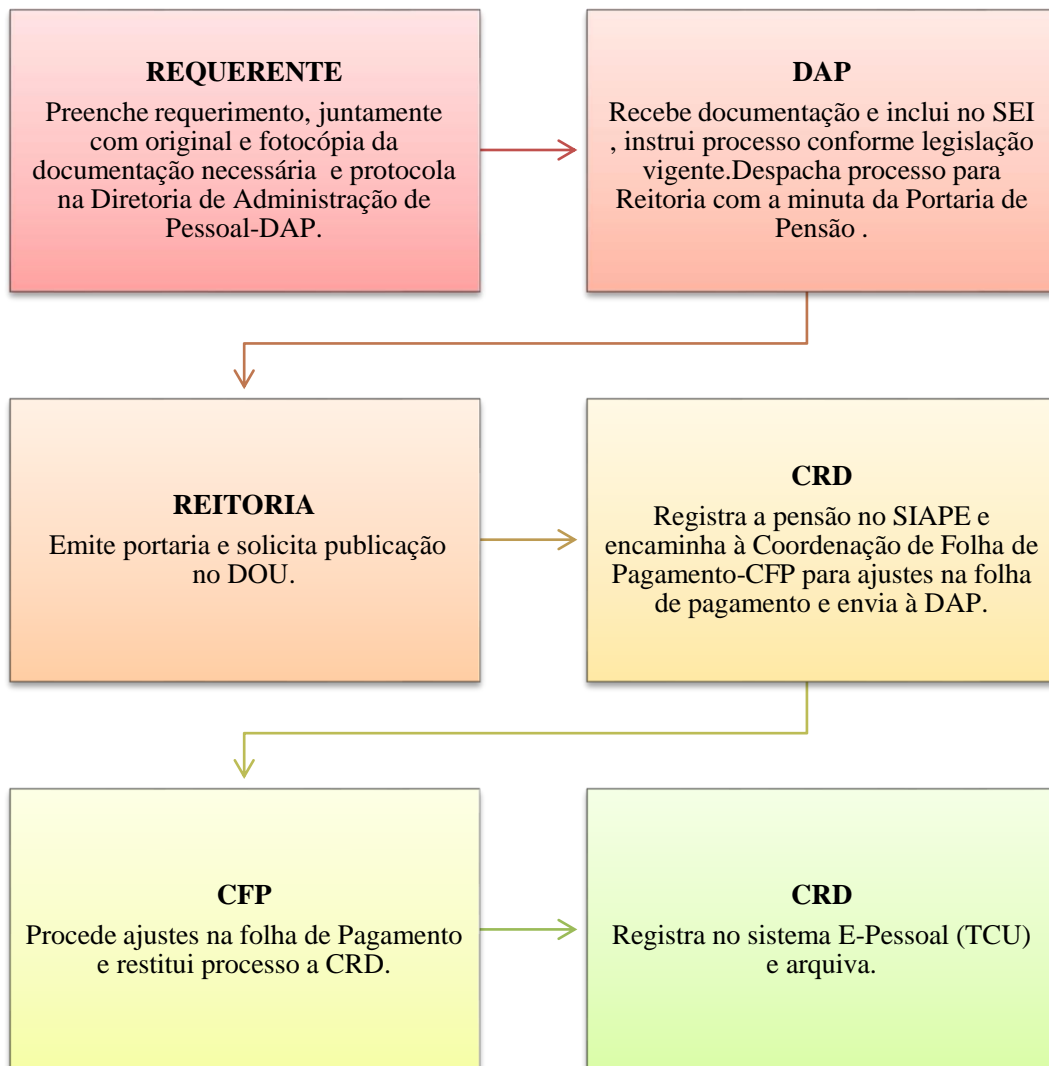 REQUERENTE
Preenche requerimento, juntamente
com original e fotocópia da
documentação necessária e protocola
na Diretoria de Administração de
Pessoal-DAP.
DAP
Recebe documentação e inclui no SEI
, instrui processo conforme legislação
vigente.Despacha processo para
Reitoria com a minuta da Portaria de
Pensão .
REITORIA
Emite portaria e solicita publicação
no DOU.
CRD
Registra a pensão no SIAPE e
encaminha à Coordenação de Folha de
Pagamento-CFP para ajustes na folha
de pagamento e envia à DAP.
CFP
Procede ajustes na folha de Pagamento
e restitui processo a CRD.
CRD
Registra no sistema E-Pessoal (TCU)
e arquiva.